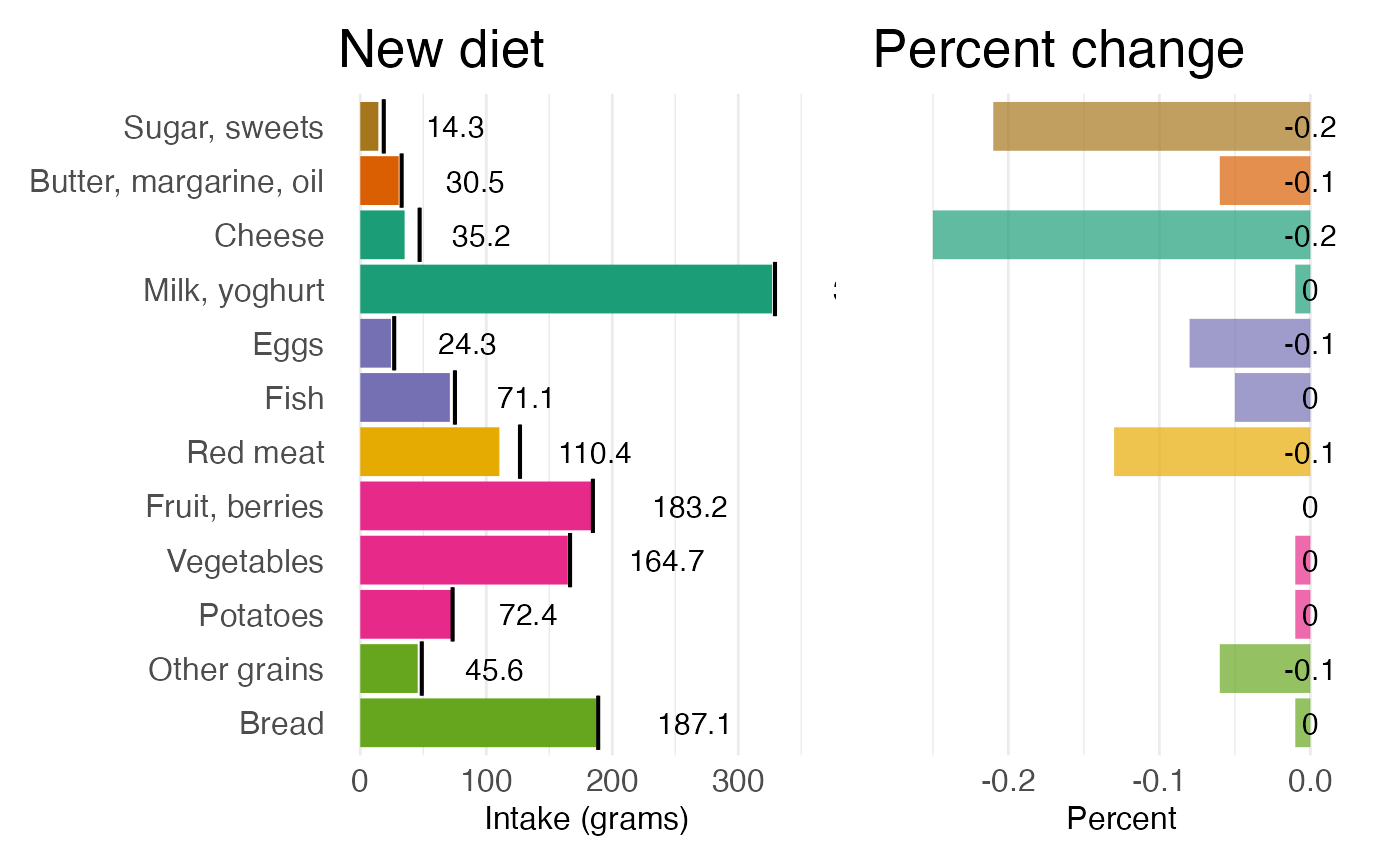 New diet Percent change
Sugar, sweets 14.3 -0.2
Butter, margarine, oil 30.5 -0.1
Cheese 35.2 -0.2
Milk, yoghurt 0
Eggs 24.3 -0.1
Fish 71.1 0
Red meat 110.4 -0.1
Fruit, berries 183.2 0
Vegetables 164.7 0
Potatoes 72.4 0
Other grains 45.6 -0.1
Bread 187.1 0
0 100 200 300 -0.2 -0.1 0.0
Intake (grams) Percent